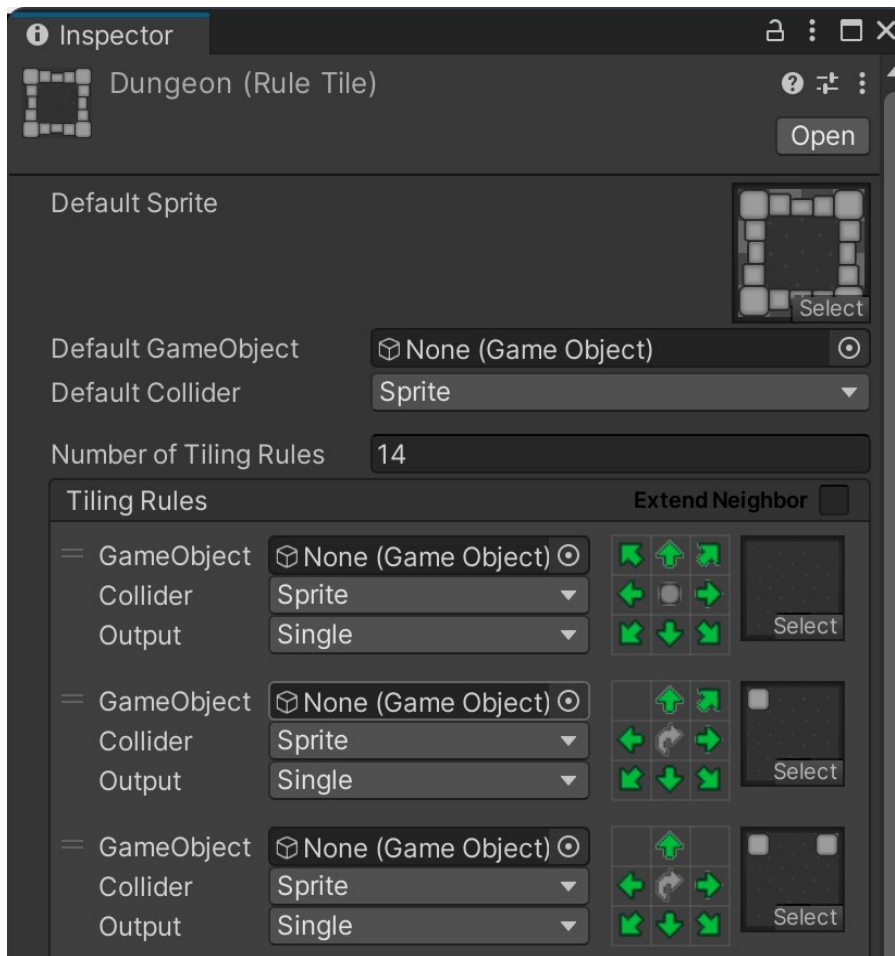 Inspector
Dungeon (Rule Tile)
Open
Default Sprite
Select
Default GameObject None (Game Object)
Default Collider Sprite
Number of Tiling Rules 14
Tiling Rules Extend Neighbor
GameObject None (Game Object)
Collider Sprite
Output Single
Select
GameObject None (Game Object)
Collider Sprite
Output Single
Select
GameObject None (Game Object)
Collider Sprite
Output Single
Select